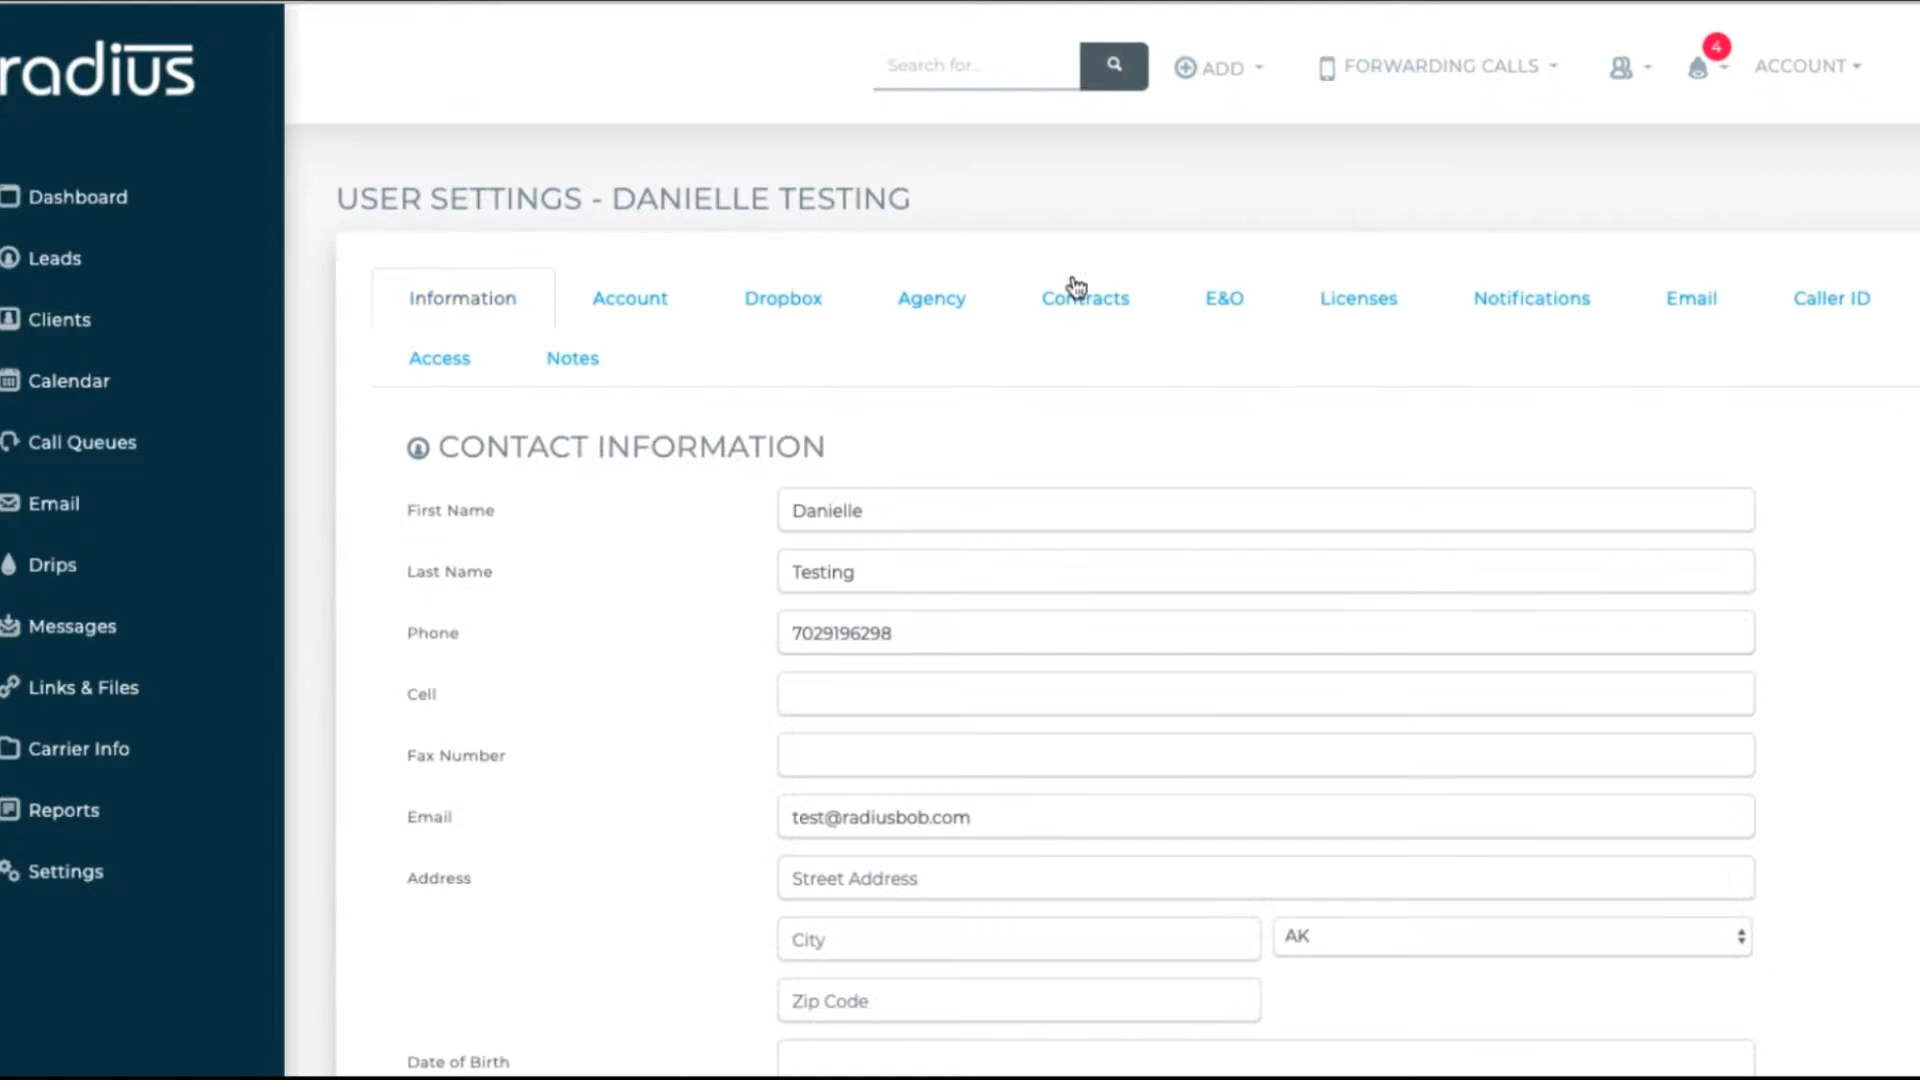 radius
Search for...
ADD
FORWARDING CALLS
4
ACCOUNT
Dashboard
Leads
Clients
Calendar
Call Queues
Email
Drips
Messages
Links & Files
Carrier Info
Reports
Settings
USER SETTINGS - DANIELLE TESTING
Information Account Dropbox Agency Contracts E&O Licenses Notifications Email Caller ID
Access Notes
CONTACT INFORMATION
First Name Danielle
Last Name Testing
Phone 7029196298
Cell
Fax Number
Email test@radiusbob.com
Address Street Address
City AK
Zip Code
Date of Birth